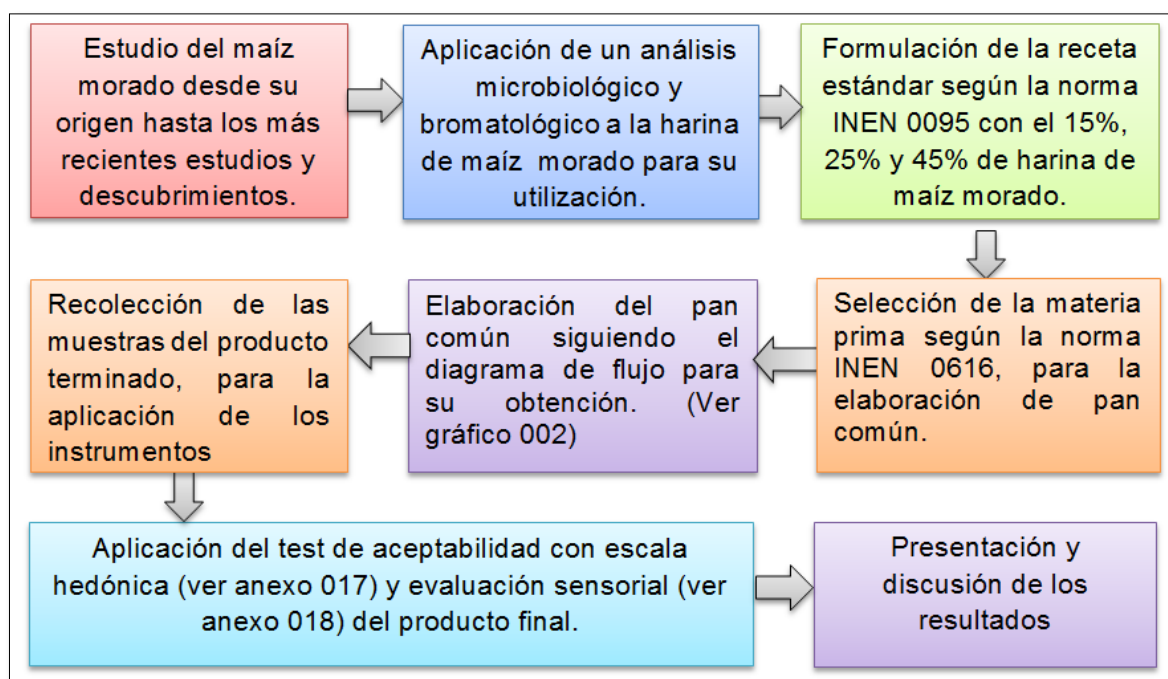 Estudio del maíz
morado desde su
origen hasta los más
recientes estudios y
descubrimientos.
Aplicación de un análisis
microbiológico y
bromatológico a la harina
de maíz morado para su
utilización.
Formulación de la receta
estándar según la norma
INEN 0095 con el 15%,
25% y 45% de harina de
maíz morado.
Selección de la materia
prima según la norma
INEN 0616, para la
elaboración de pan
común.
Elaboración del pan
común siguiendo el
diagrama de flujo para
su obtención. (Ver
gráfico 002)
Recolección de las
muestras del producto
terminado, para la
aplicación de los
instrumentos
Aplicación del test de aceptabilidad con escala
hedónica (ver anexo 017) y evaluación sensorial (ver
anexo 018) del producto final.
Presentación y
discusión de los
resultados